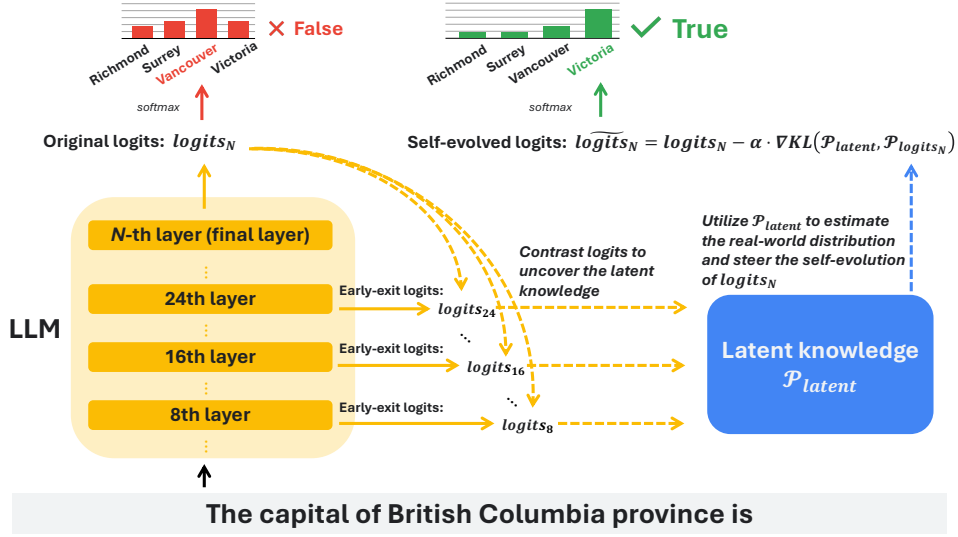 False
True
Richmond
Surrey
Vancouver
Victoria
Richmond
Surrey
Vancouver
Victoria
softmax
softmax
Original logits: logits_N
Self-evolved logits: \widetilde{logits}_N = logits_N − α · ∇KL(𝒫_latent, 𝒫_logits_N)
N-th layer (final layer)
24th layer
16th layer
8th layer
LLM
Early-exit logits:
logits_24
Early-exit logits:
logits_16
Early-exit logits:
logits_8
Contrast logits to
uncover the latent
knowledge
Utilize 𝒫_latent to estimate
the real-world distribution
and steer the self-evolution
of logits_N
Latent knowledge
𝒫_latent
The capital of British Columbia province is